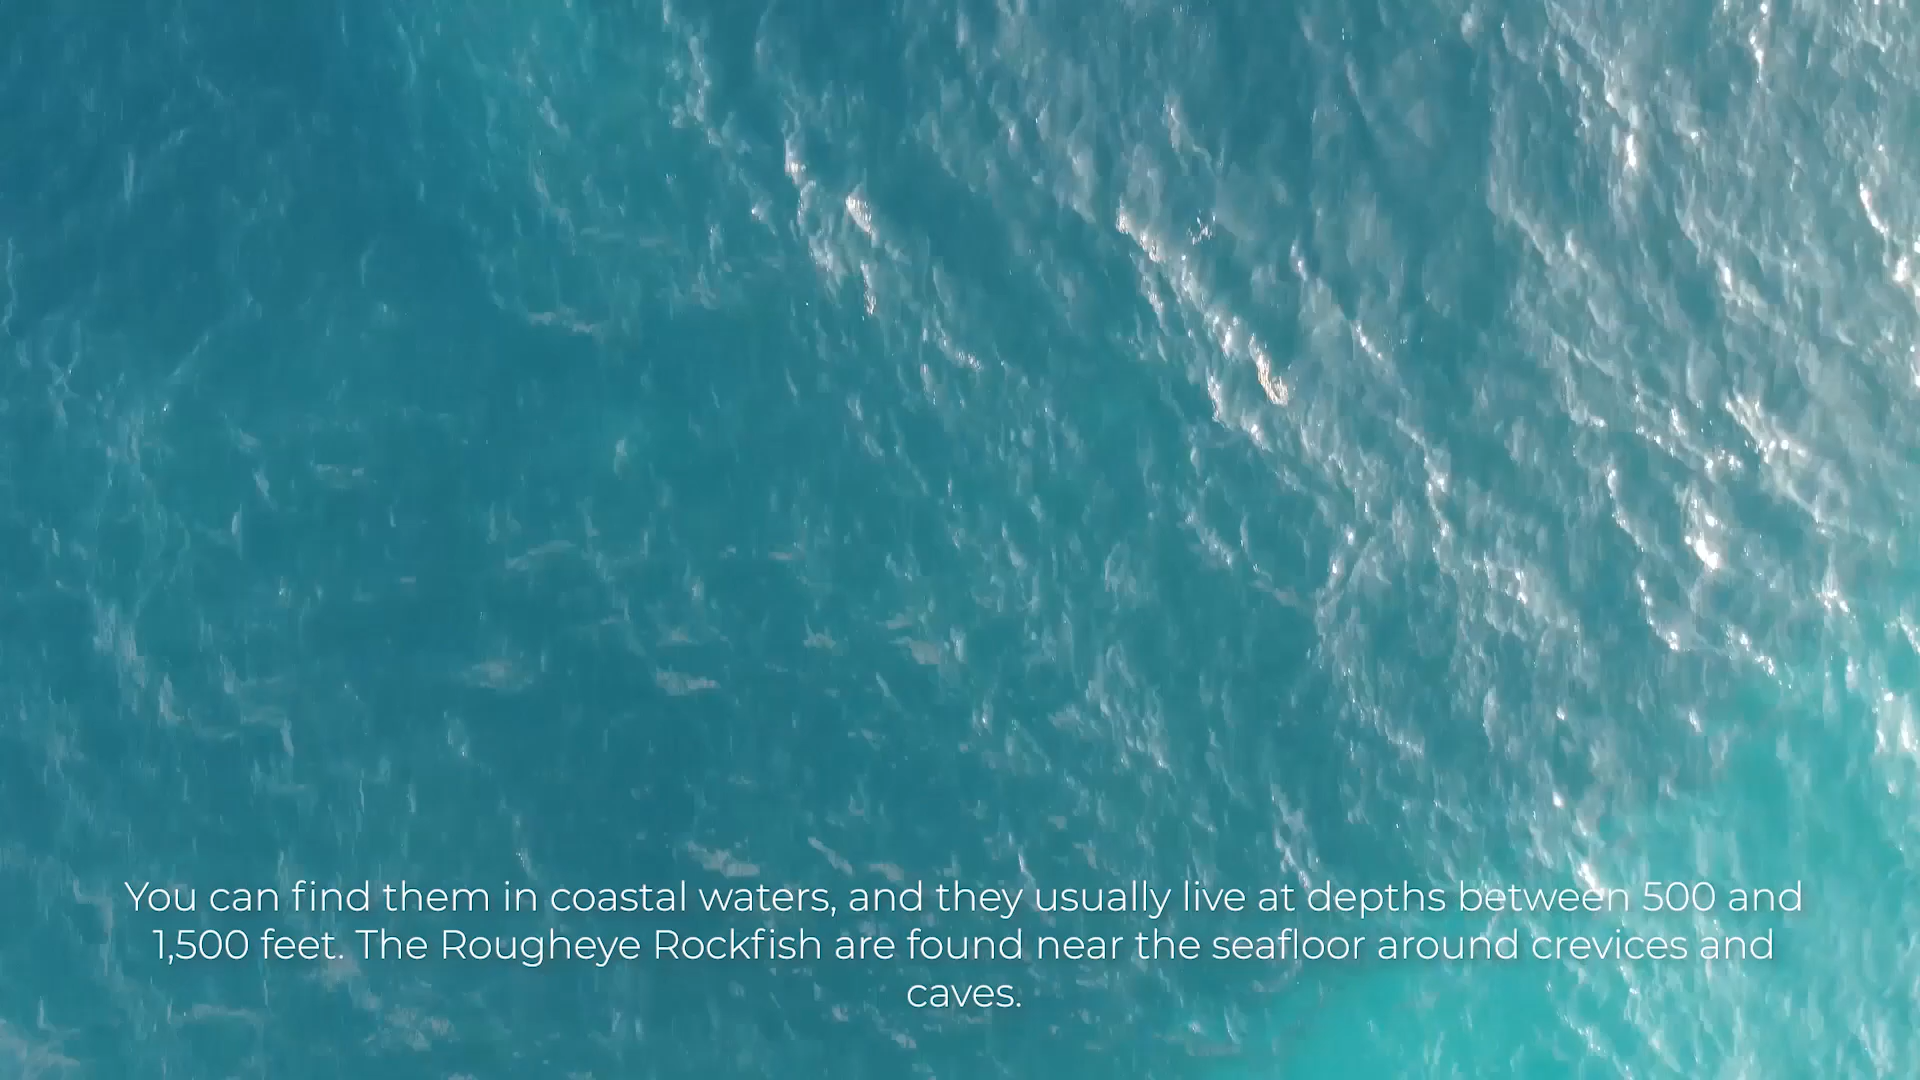 You can find them in coastal waters, and they usually live at depths between 500 and
1,500 feet. The Rougheye Rockfish are found near the seafloor around crevices and
caves.